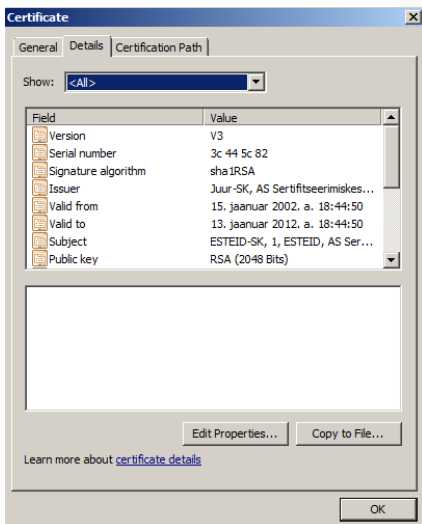 Certificate
General Details Certification Path
Show: <All>
Field Value
Version V3
Serial number 3c 44 5c 82
Signature algorithm sha1RSA
Issuer Juur-SK, AS Sertifitseerimiskes...
Valid from 15. jaanuar 2002. a. 18:44:50
Valid to 13. jaanuar 2012. a. 18:44:50
Subject ESTEID-SK, 1, ESTEID, AS Ser...
Public key RSA (2048 Bits)
Edit Properties... Copy to File...
Learn more about certificate details
OK